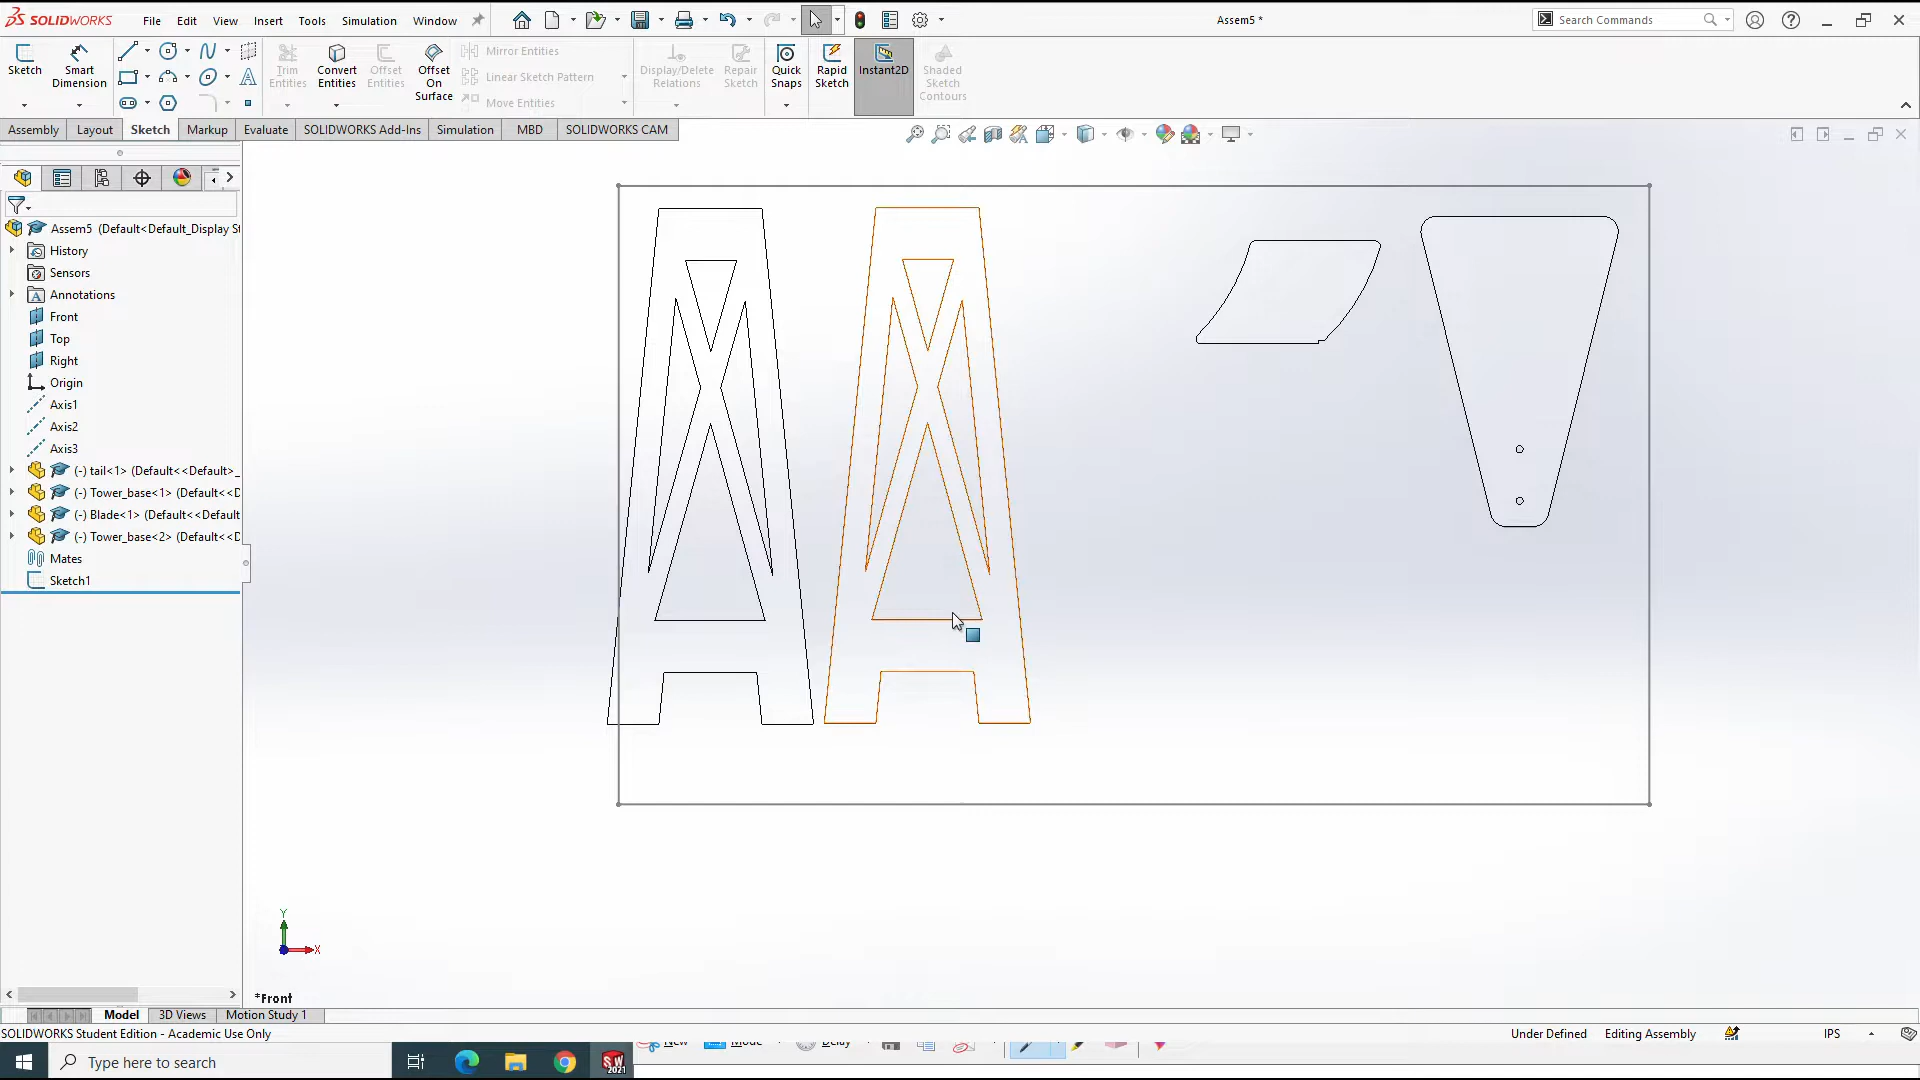 SOLIDWORKS
File Edit View Insert Tools Simulation Window
Assem5 *
Search Commands
Sketch
Smart
Dimension
Trim
Entities
Convert
Entities
Offset
Entities
Offset
On
Surface
Mirror Entities
Linear Sketch Pattern
Move Entities
Display/Delete
Relations
Repair
Sketch
Quick
Snaps
Rapid
Sketch
Instant2D
Shaded
Sketch
Contours
Assembly Layout Sketch Markup Evaluate SOLIDWORKS Add-Ins Simulation MBD SOLIDWORKS CAM
Assem5 (Default<Default_Display St
History
Sensors
Annotations
Front
Top
Right
Origin
Axis1
Axis2
Axis3
(-) tail<1> (Default<<Default>_
(-) Tower_base<1> (Default<<D
(-) Blade<1> (Default<<Default
(-) Tower_base<2> (Default<<D
Mates
Sketch1
Y
X
*Front
Model 3D Views Motion Study 1
SOLIDWORKS Student Edition - Academic Use Only
Under Defined Editing Assembly IPS
Type here to search
SW
2021
New Mode Delay